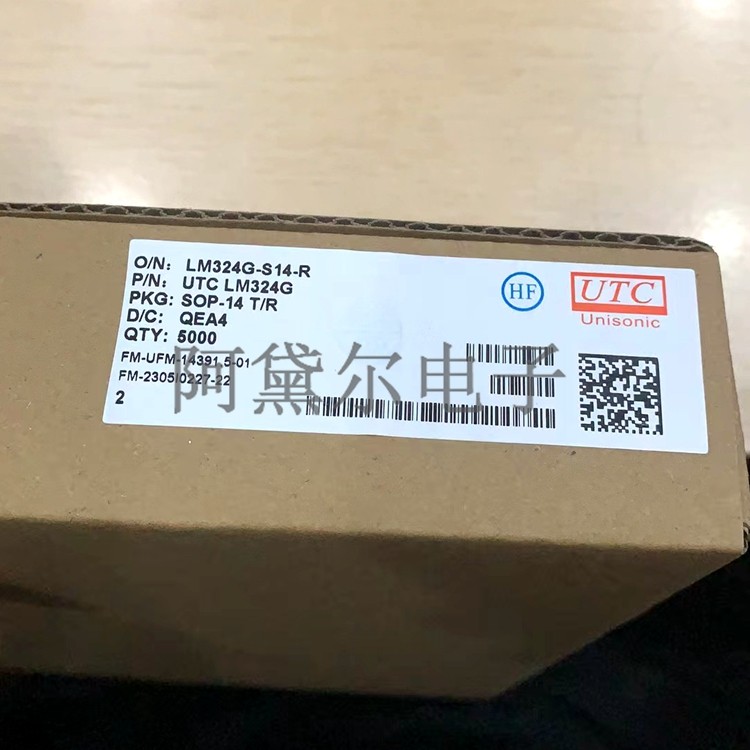 O/N: LM324G-S14-R
P/N: UTC LM324G
PKG: SOP-14 T/R
D/C: QEA4
QTY: 5000
FM-UFM-14391.5-01
FM-23050227-22
2
HF
UTC
Unisonic
阿黛尔电子